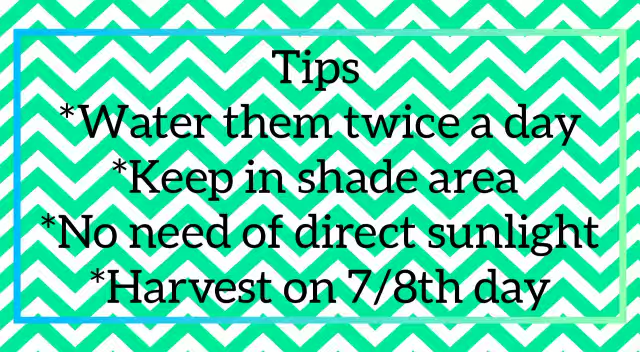 Tips
*Water them twice a day
*Keep in shade area
*No need of direct sunlight
*Harvest on 7/8th day